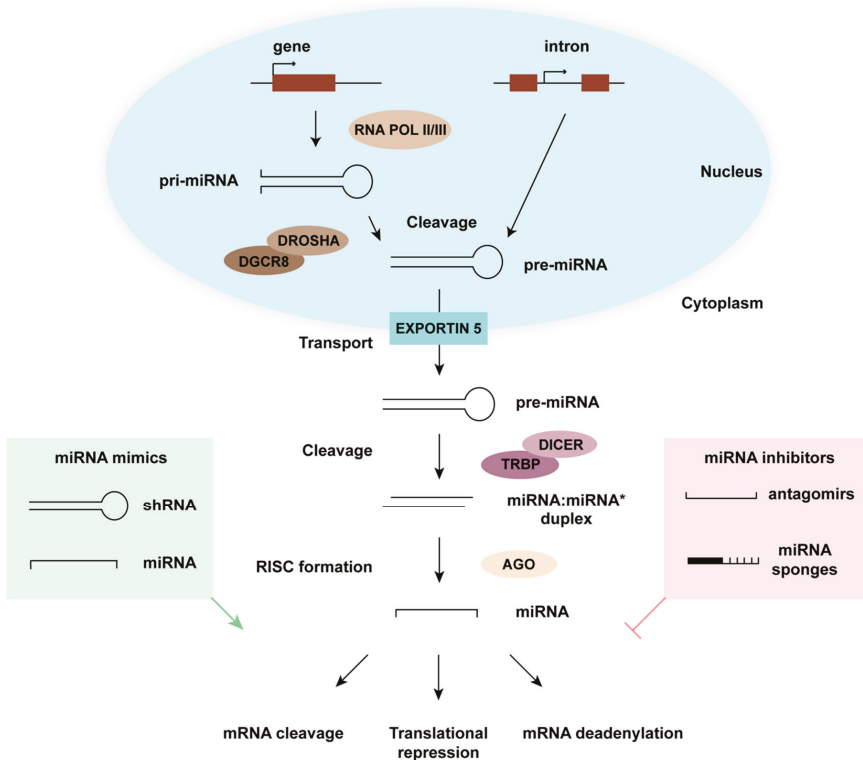 gene
intron
RNA POL II/III
pri-miRNA
Nucleus
Cleavage
DROSHA
DGCR8
pre-miRNA
Cytoplasm
EXPORTIN 5
Transport
pre-miRNA
Cleavage
DICER
TRBP
miRNA:miRNA*
duplex
RISC formation
AGO
miRNA
miRNA mimics
shRNA
miRNA
miRNA inhibitors
antagomirs
miRNA
sponges
mRNA cleavage
Translational
repression
mRNA deadenylation